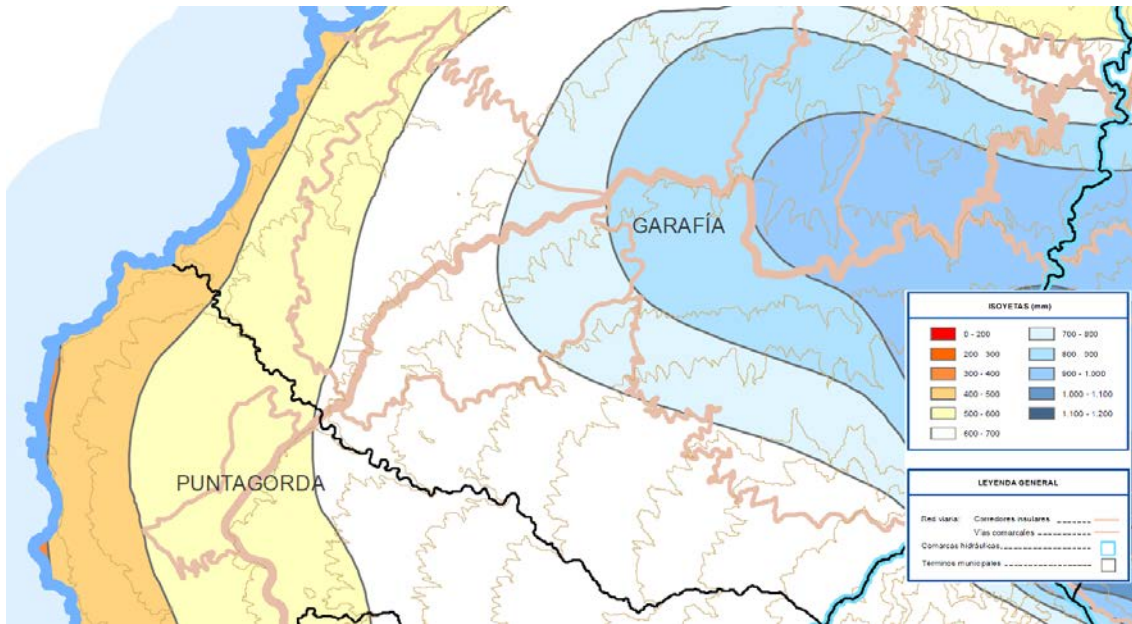 GARAFÍA
PUNTAGORDA
ISOYETAS (mm)
0 - 200
200 - 300
300 - 400
400 - 500
500 - 600
600 - 700
700 - 800
800 - 900
900 - 1.000
1.000 - 1.100
1.100 - 1.200
LEYENDA GENERAL
Red viaria: Corredores insulares
Vías comarcales
Comarcas hidráulicas
Términos municipales